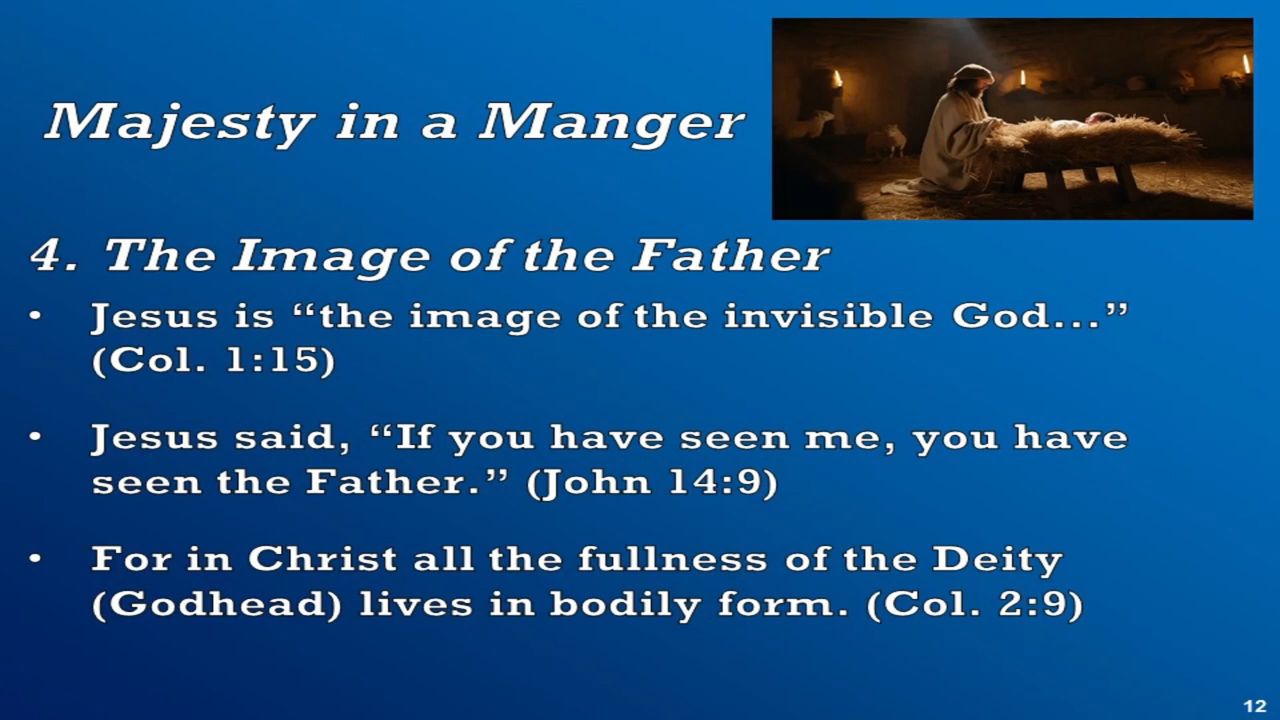 Majesty in a Manger
4. The Image of the Father
• Jesus is “the image of the invisible God...”
(Col. 1:15)
• Jesus said, “If you have seen me, you have
seen the Father.” (John 14:9)
• For in Christ all the fullness of the Deity
(Godhead) lives in bodily form. (Col. 2:9)
12